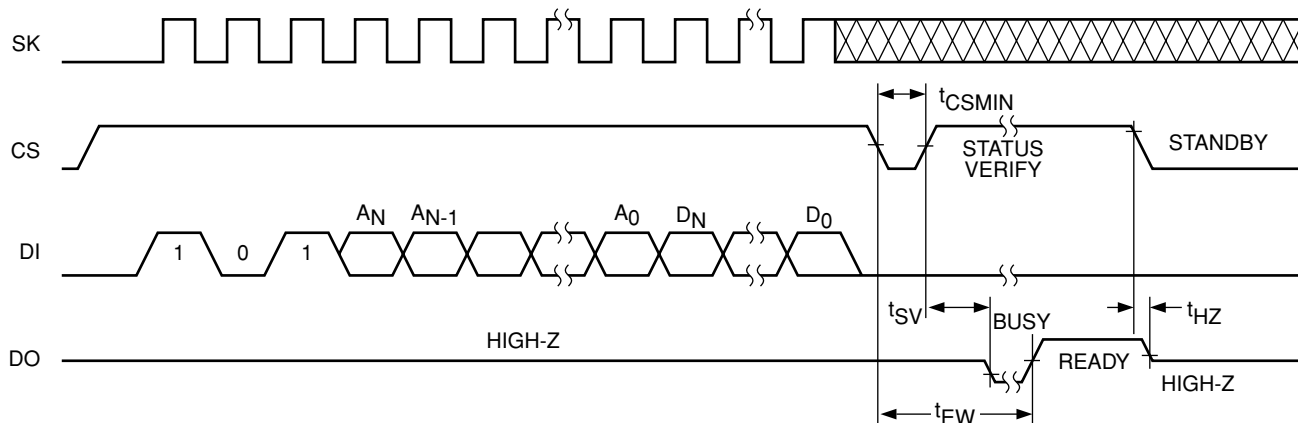 SK
tCSMIN
CS
STATUS
VERIFY
STANDBY
AN
AN-1
A0
DN
D0
DI
1
0
1
tSV
BUSY
tHZ
HIGH-Z
DO
READY
HIGH-Z
tEW